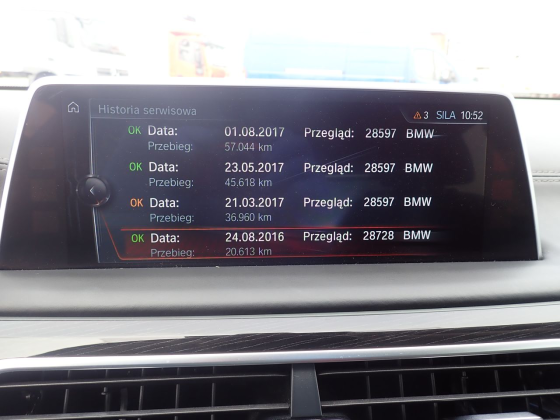 Historia serwisowa
3 SILA 10:52
OK Data: 01.08.2017 Przegląd: 28597 BMW
Przebieg: 57.044 km
OK Data: 23.05.2017 Przegląd: 28597 BMW
Przebieg: 45.618 km
OK Data: 21.03.2017 Przegląd: 28597 BMW
Przebieg: 36.960 km
OK Data: 24.08.2016 Przegląd: 28728 BMW
Przebieg: 20.613 km